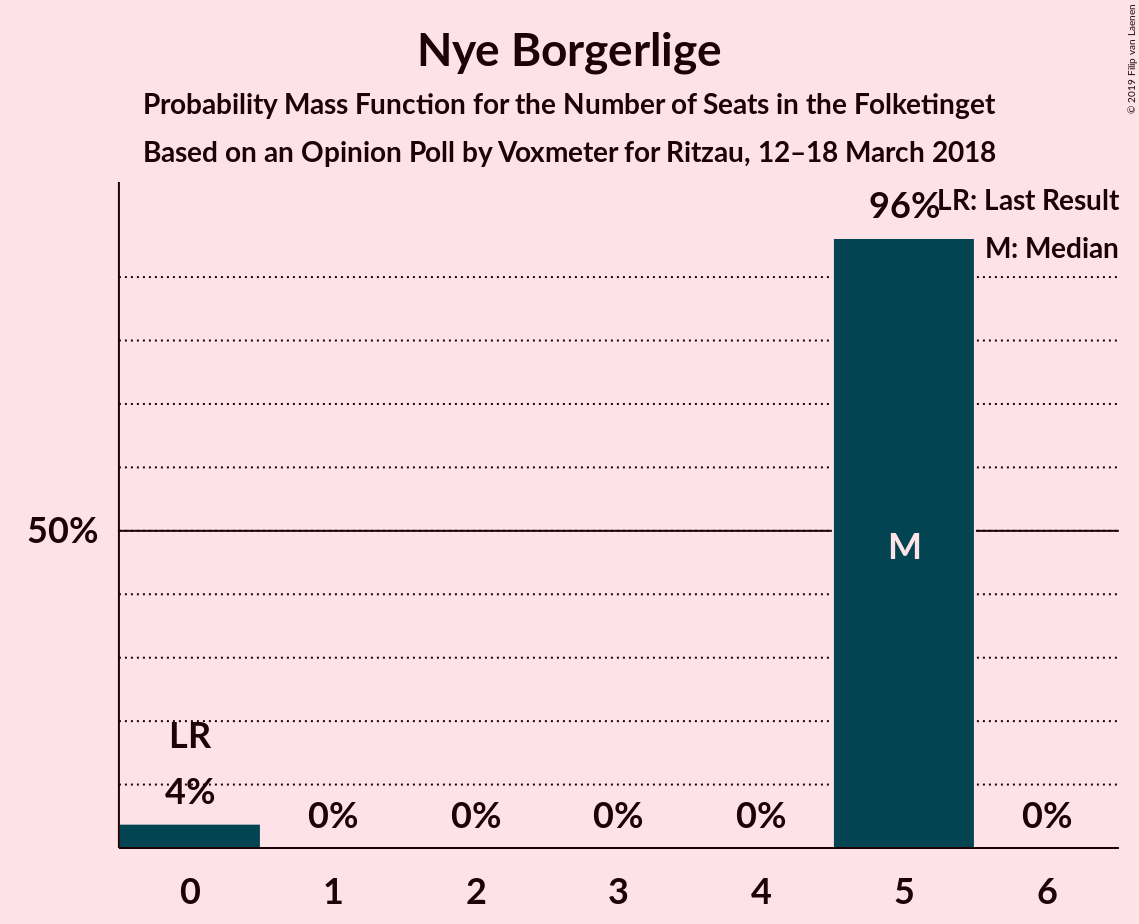 Nye Borgerlige
Probability Mass Function for the Number of Seats in the Folketinget
Based on an Opinion Poll by Voxmeter for Ritzau, 12–18 March 2018
© 2019 Filip van Laenen
LR: Last Result
M: Median
96%
50%
M
LR
4%
0%
0%
0%
0%
0%
0
1
2
3
4
5
6